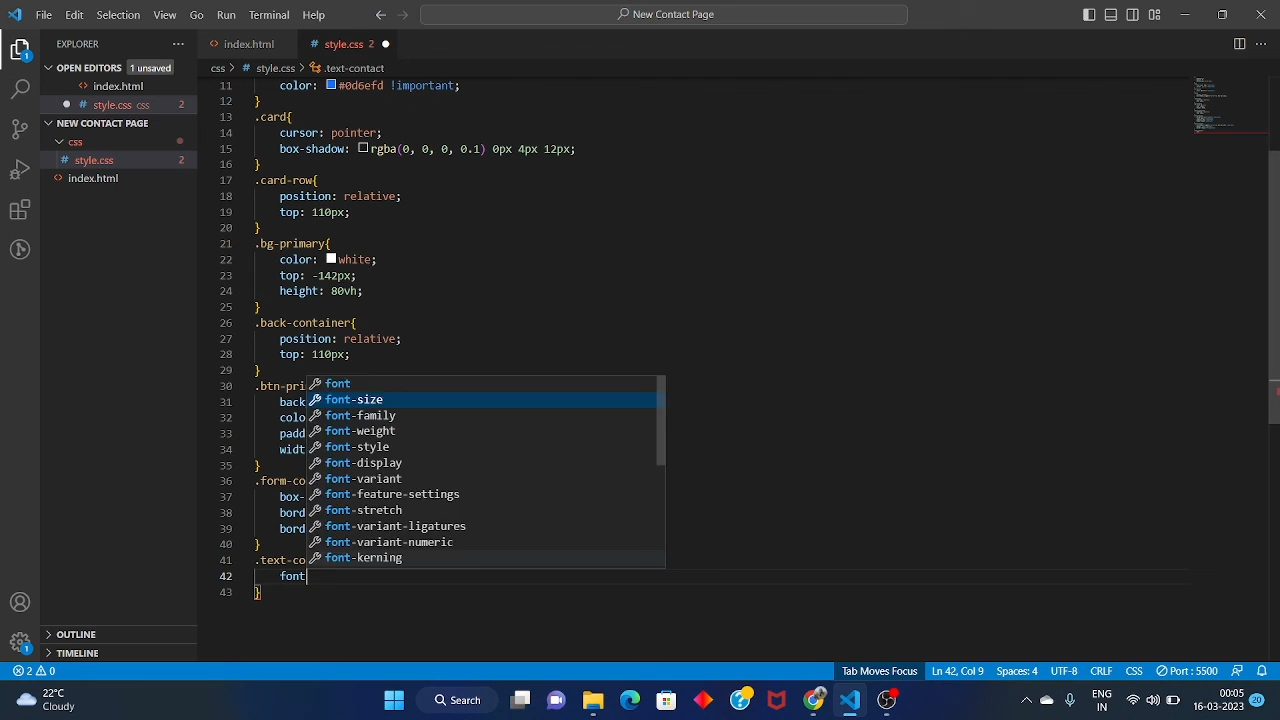 File Edit Selection View Go Run Terminal Help New Contact Page
EXPLORER
index.html
# style.css 2
OPEN EDITORS 1 unsaved
css > # style.css > .text-contact
index.html
# style.css css 2
NEW CONTACT PAGE
css
# style.css 2
index.html
11 color: #0d6efd !important;
12 }
13 .card{
14 cursor: pointer;
15 box-shadow: rgba(0, 0, 0, 0.1) 0px 4px 12px;
16 }
17 .card-row{
18 position: relative;
19 top: 110px;
20 }
21 .bg-primary{
22 color: white;
23 top: -142px;
24 height: 80vh;
25 }
26 .back-container{
27 position: relative;
28 top: 110px;
29 }
30 .btn-pri
31 back
32 colo
33 padd
34 widt
35 }
36 .form-co
37 box-
38 bord
39 bord
40 }
41 .text-co
42 font
43 }
font
font-size
font-family
font-weight
font-style
font-display
font-variant
font-feature-settings
font-stretch
font-variant-ligatures
font-variant-numeric
font-kerning
1
1
OUTLINE
TIMELINE
2 0 Tab Moves Focus Ln 42, Col 9 Spaces: 4 UTF-8 CRLF CSS Port : 5500
22°C
Cloudy
Search
ENG
IN
00:05
16-03-2023
20